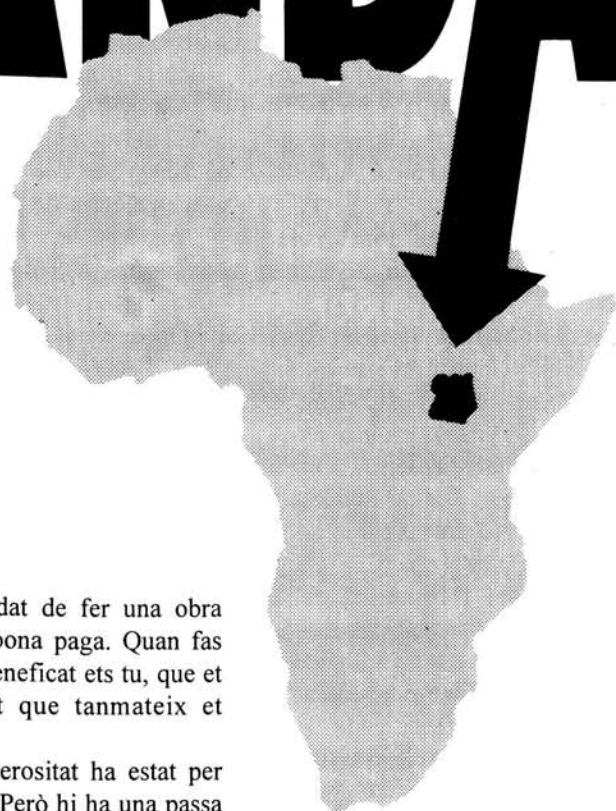 ANDA
dat de fer una obra
bona paga. Quan fas
eneficat ets tu, que et
que tanmateix et
erositat ha estat per
Però hi ha una passa